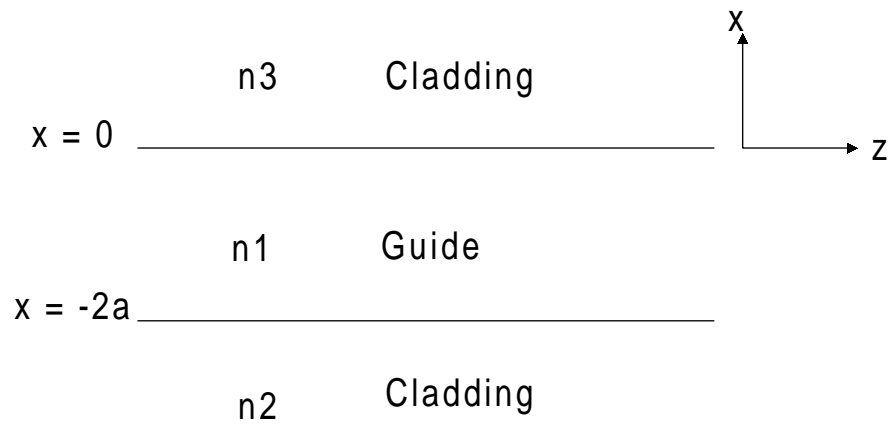 x
n3 Cladding
x = 0
z
n1 Guide
x = -2a
n2 Cladding